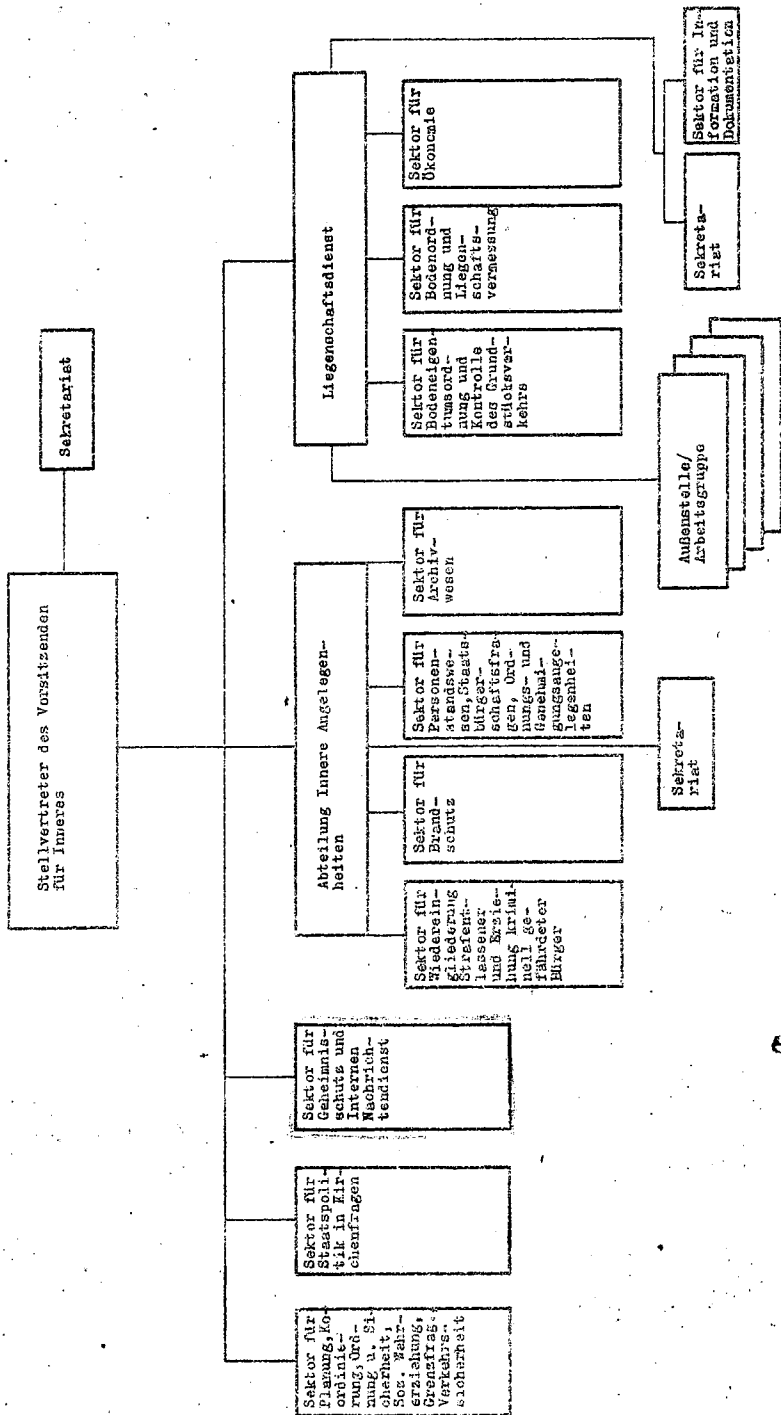 Stellvertreter des Vorsitzenden
für Inneres
Sekretariat
Sektor für
Planung, Ko-
ordinie-
rung, Ord-
nung u. Si-
cherheit,
Soz. Wehr-
erziehung,
Grenzfrag.,
Verkehrs-
sicherheit
Sektor für
Staatspoli-
tik in Kir-
chenfragen
Sektor für
Geheimnis-
schutz und
Internen
Nachrich-
tendienst
Abteilung Innere Angelegen-
heiten
Sektor für
Wiederein-
gliederung
Strafent-
lassener
und Erzie-
hung krimi-
nell ge-
fährdeter
Bürger
Sektor für
Brand-
schutz
Sektor für
Personen-
standswe-
sen, Staats-
bürger-
schaftsfra-
gen, Ord-
nungs- und
Genehmi-
gungsange-
legenhei-
ten
Sektor für
Archiv-
wesen
Sekreta-
riat
Liegenschaftsdienst
Sektor für
Bodeneigen-
tumsord-
nung und
Kontrolle
des Grund-
stücksver-
kehrs
Sektor für
Bodenord-
nung und
Liegen-
schafts-
vermessung
Sektor für
Ökonomie
Außenstelle/
Arbeitsgruppe
Sekreta-
riat
Sektor für In-
formation und
Dokumentation